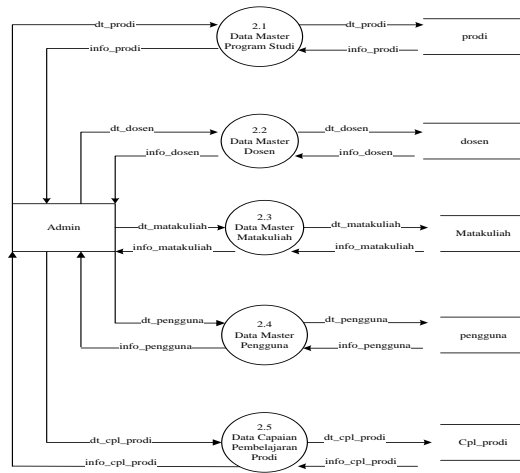 dt_prodi
info_prodi
2.1
Data Master
Program Studi
dt_prodi
info_prodi
prodi
dt_dosen
info_dosen
2.2
Data Master
Dosen
dt_dosen
info_dosen
dosen
Admin
dt_matakuliah
info_matakuliah
2.3
Data Master
Matakuliah
dt_matakuliah
info_matakuliah
Matakuliah
dt_pengguna
info_pengguna
2.4
Data Master
Pengguna
dt_pengguna
info_pengguna
pengguna
dt_cpl_prodi
info_cpl_prodi
2.5
Data Capaian
Pembelajaran
Prodi
dt_cpl_prodi
info_cpl_prodi
Cpl_prodi